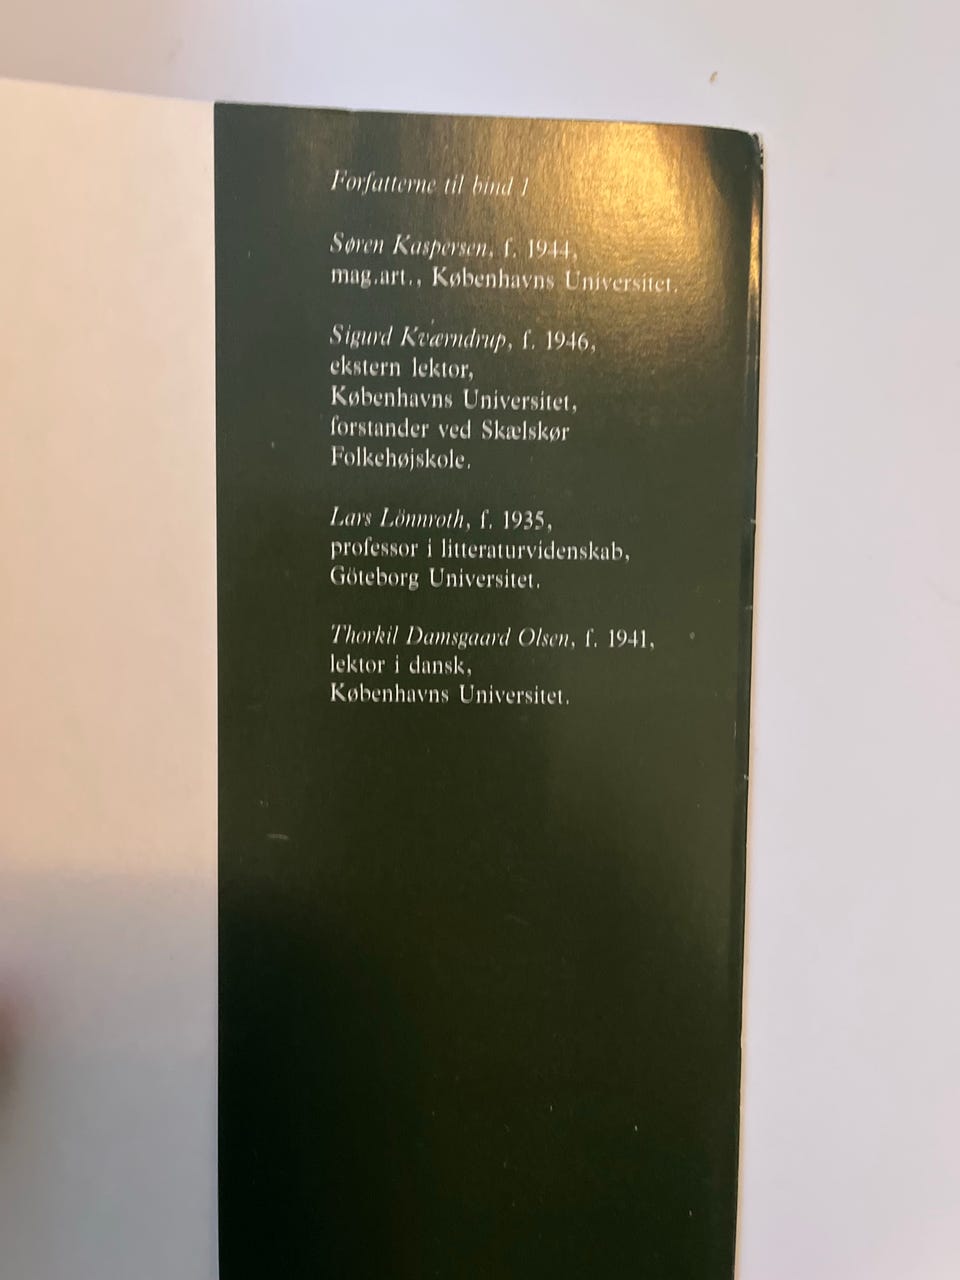 Forfatterne til bind 1
Søren Kaspersen, f. 1944,
mag.art., Københavns Universitet.
Sigurd Kværndrup, f. 1946,
ekstern lektor,
Københavns Universitet,
forstander ved Skælskør
Folkehøjskole.
Lars Lönnroth, f. 1935,
professor i litteraturvidenskab,
Göteborg Universitet.
Thorkil Damsgaard Olsen, f. 1941,
lektor i dansk,
Københavns Universitet.